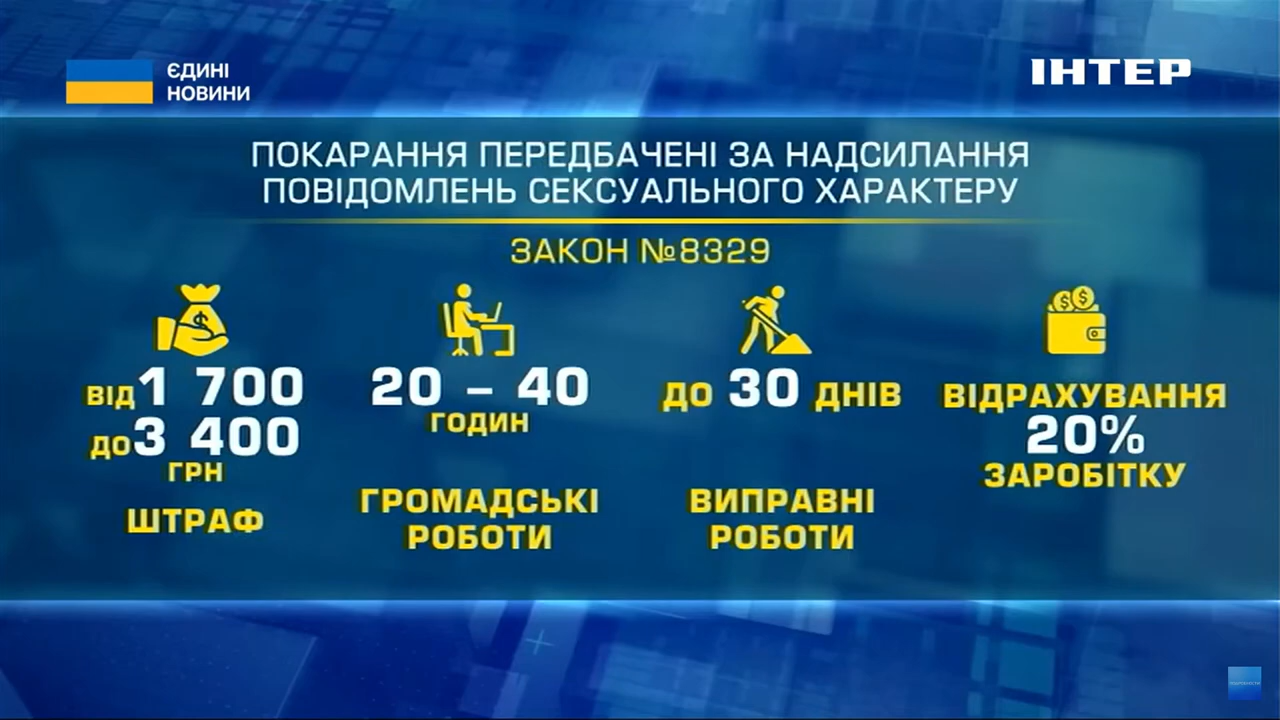 ЄДИНІ
НОВИНИ
ІНТЕР
ПОКАРАННЯ ПЕРЕДБАЧЕНІ ЗА НАДСИЛАННЯ
ПОВІДОМЛЕНЬ СЕКСУАЛЬНОГО ХАРАКТЕРУ
ЗАКОН №8329
ВІД 1 700
ДО 3 400
ГРН
ШТРАФ
20 – 40
ГОДИН
ГРОМАДСЬКІ
РОБОТИ
ДО 30 ДНІВ
ВИПРАВНІ
РОБОТИ
ВІДРАХУВАННЯ
20%
ЗАРОБІТКУ